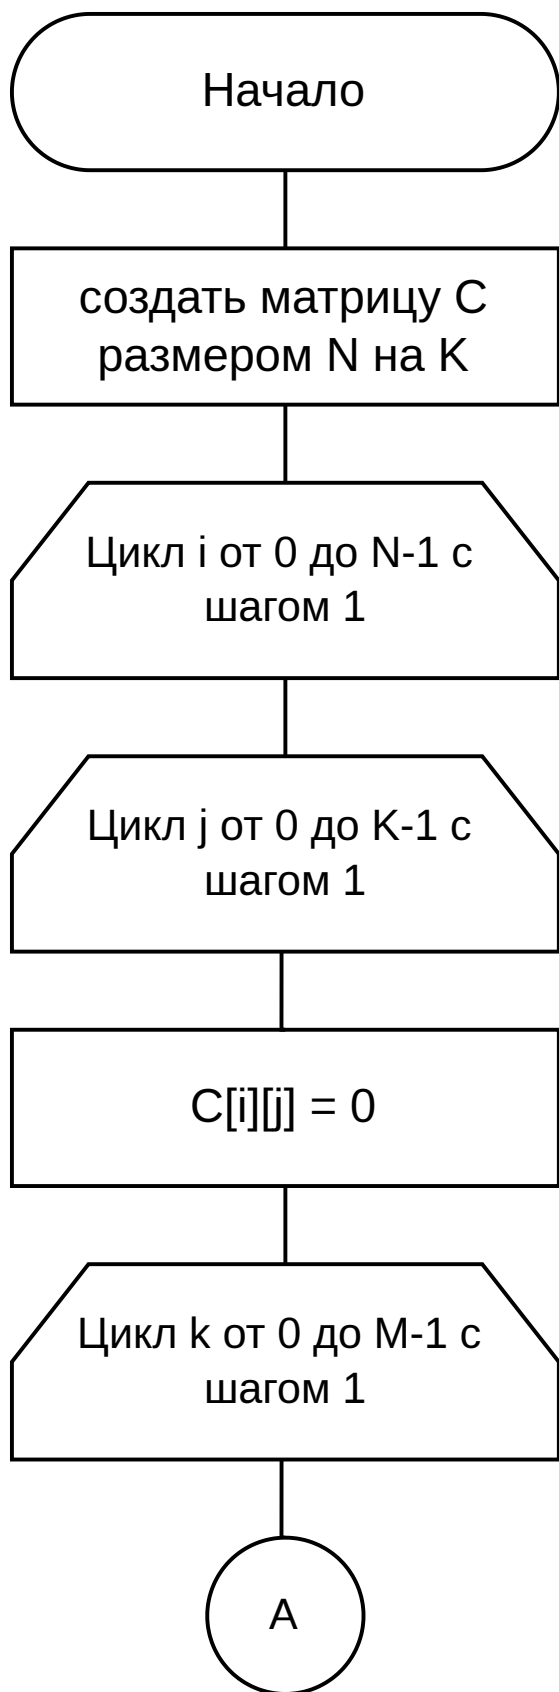 Начало
создать матрицу C
размером N на K
Цикл i от 0 до N-1 с
шагом 1
Цикл j от 0 до K-1 с
шагом 1
C[i][j] = 0
Цикл k от 0 до M-1 с
шагом 1
А